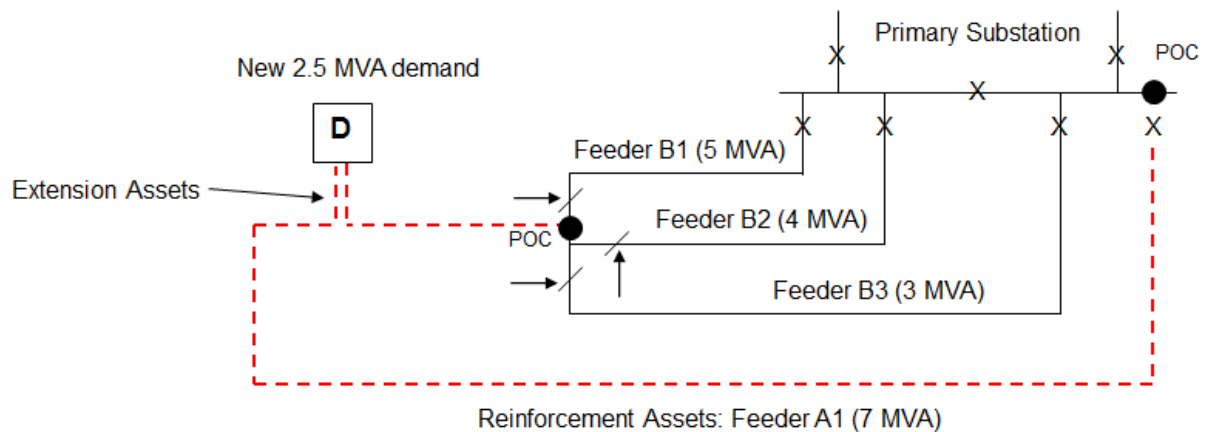 Primary Substation
POC
New 2.5 MVA demand
X
X
X
D
X
X
X
X
Feeder B1 (5 MVA)
Extension Assets
Feeder B2 (4 MVA)
POC
Feeder B3 (3 MVA)
Reinforcement Assets: Feeder A1 (7 MVA)